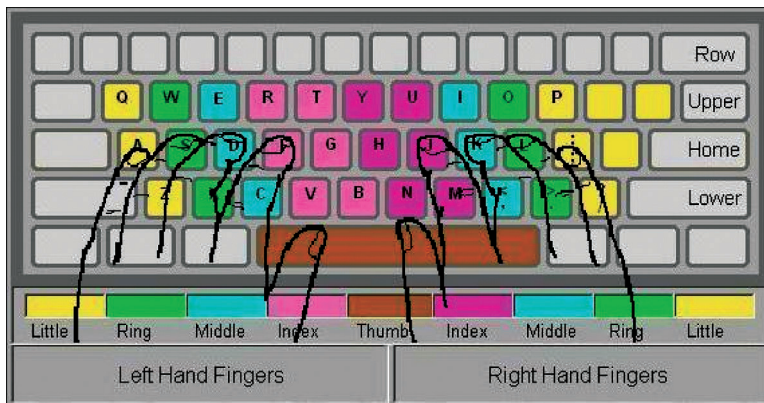 Row
Q W E R T Y U I O P Upper
A S D F G H J K L ; Home
Z C V B N M > / Lower
Little Ring Middle Index Thumb Index Middle Ring Little
Left Hand Fingers Right Hand Fingers